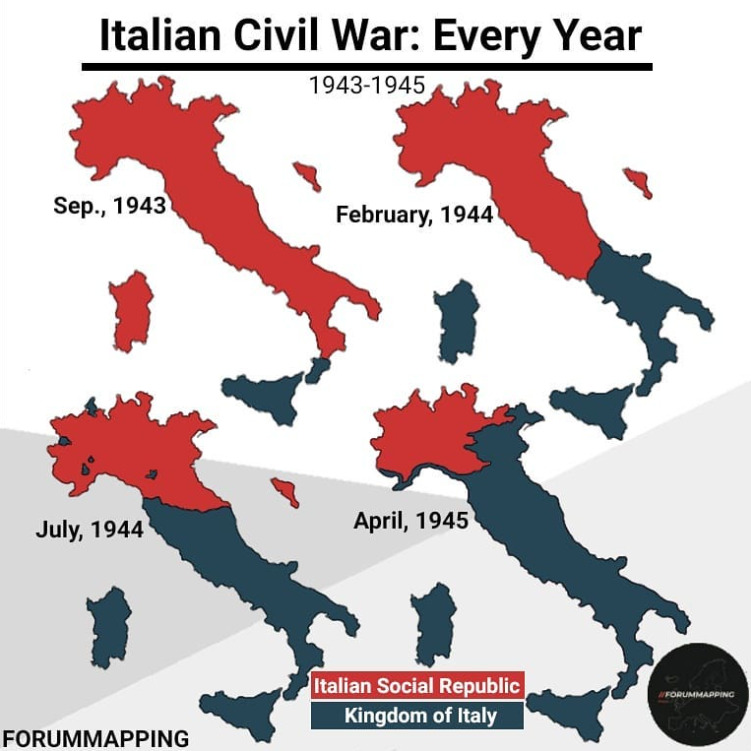 Italian Civil War: Every Year
1943-1945
Sep., 1943
February, 1944
July, 1944
April, 1945
Italian Social Republic
Kingdom of Italy
//FORUMMAPPING
FORUMMAPPING